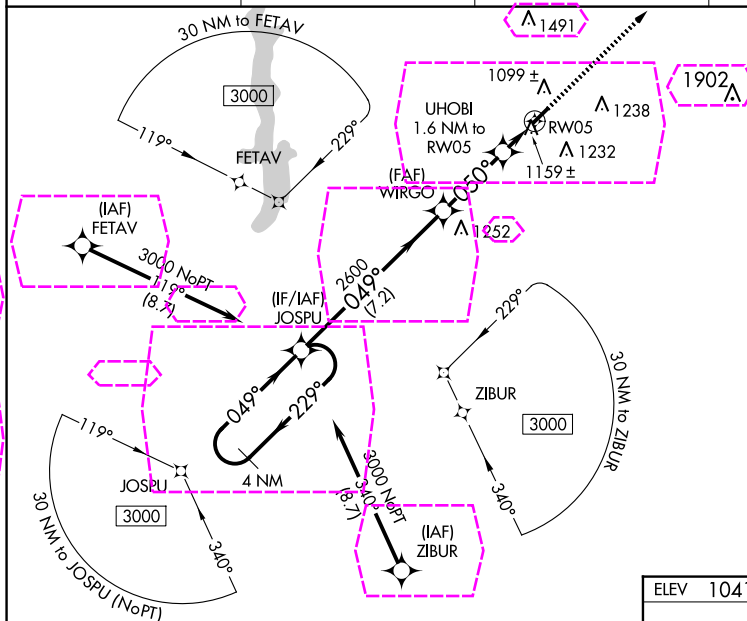 30 NM to FETAV
3000
119°
229°
FETAV
1491
1902
1099 ±
1238
UHOBI
1.6 NM to
RW05
RW05
1232
1159 ±
(FAF)
WIRGO
050°
1252
(IAF)
FETAV
3000 NoPT
119°
(8.7)
2600
049°
(7.2)
(IF/IAF)
JOSPU
049°
229°
4 NM
229°
ZIBUR
3000
340°
30 NM to ZIBUR
119°
JOSPU
3000
340°
30 NM to JOSPU (NoPT)
3000 NoPT
340°
(8.7)
(IAF)
ZIBUR
ELEV 1041